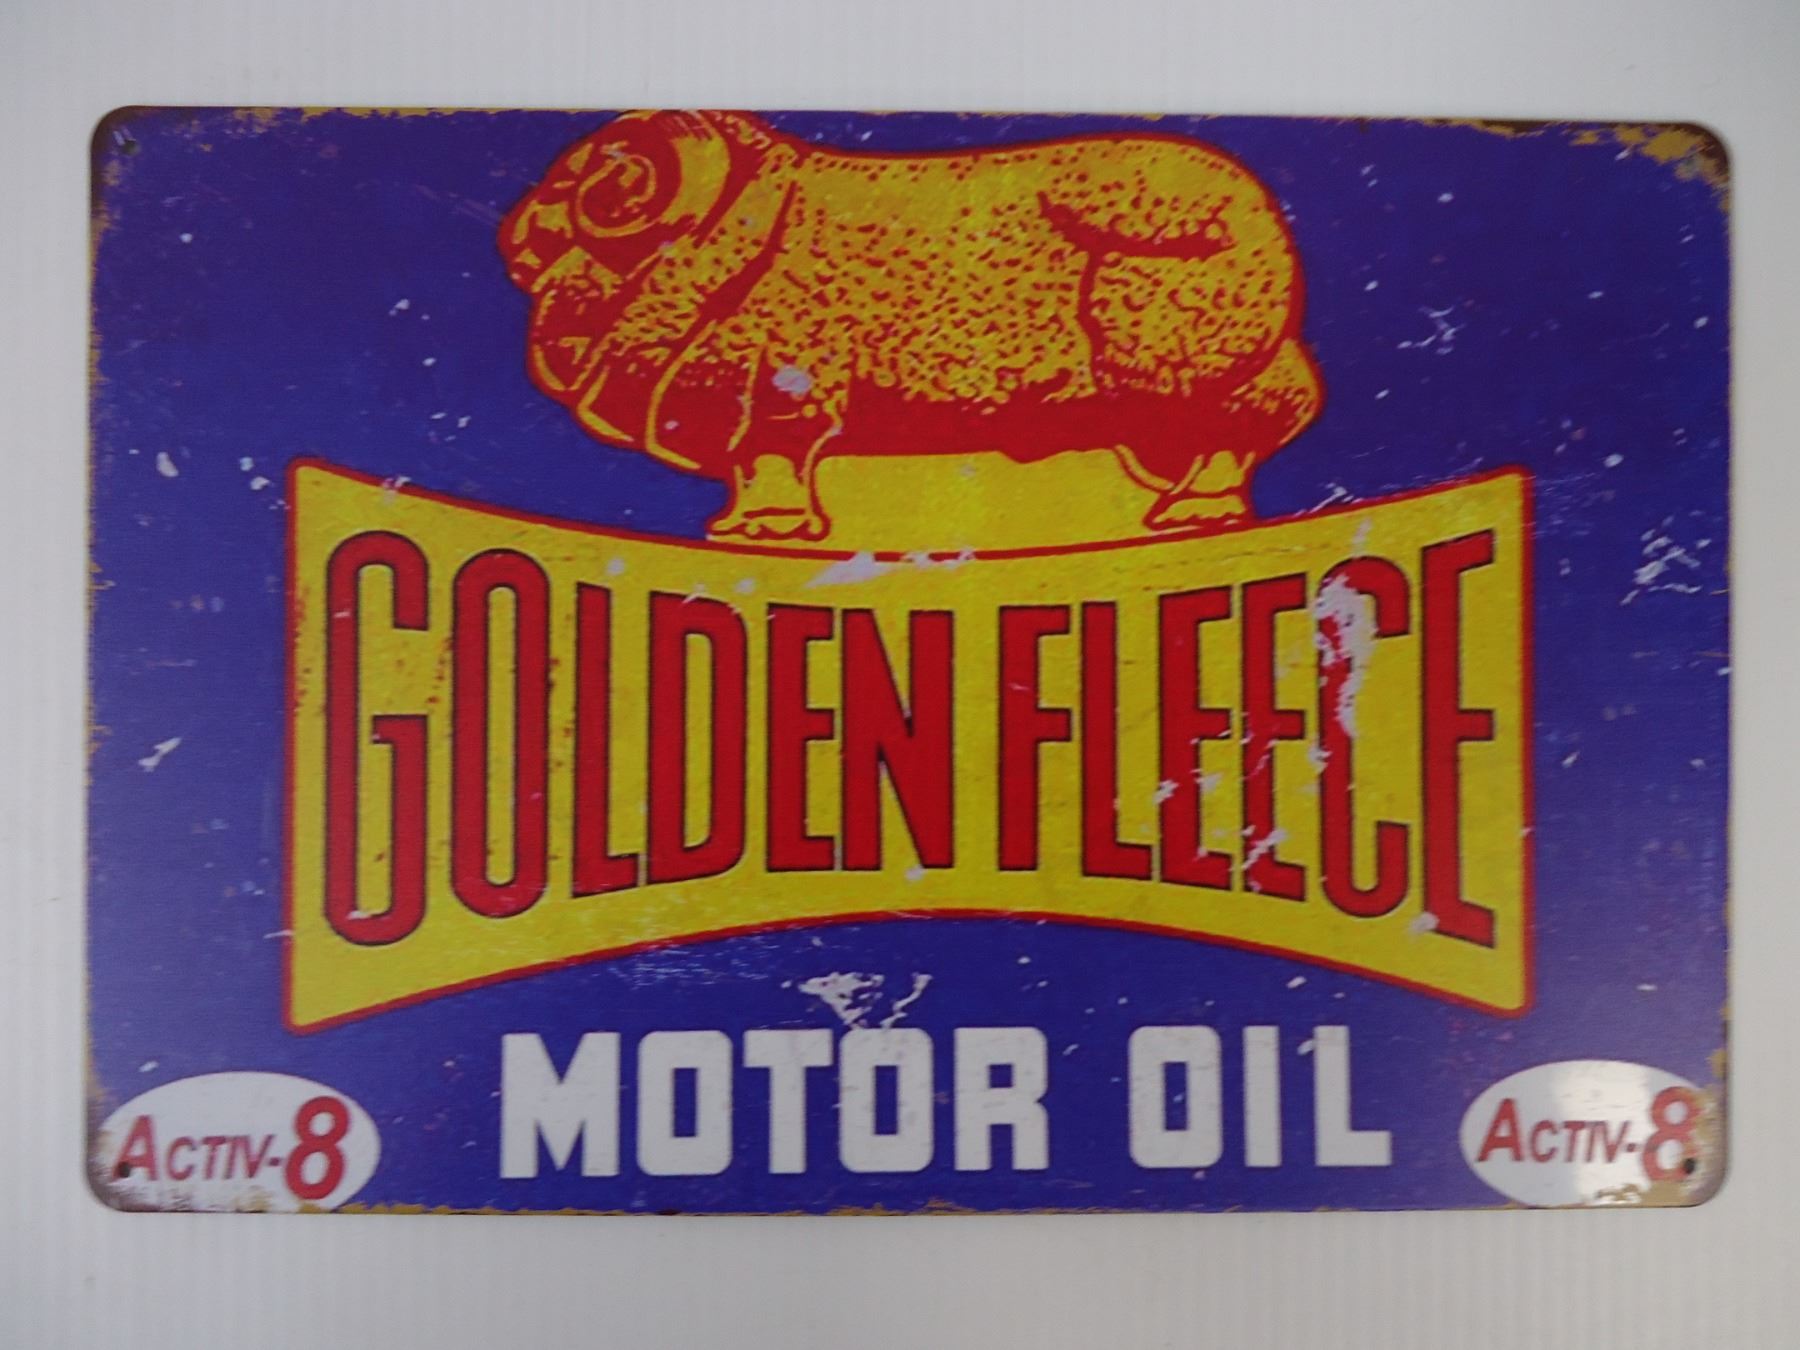 GOLDEN FLEECE
MOTOR OIL
ACTIV-8
ACTIV-8